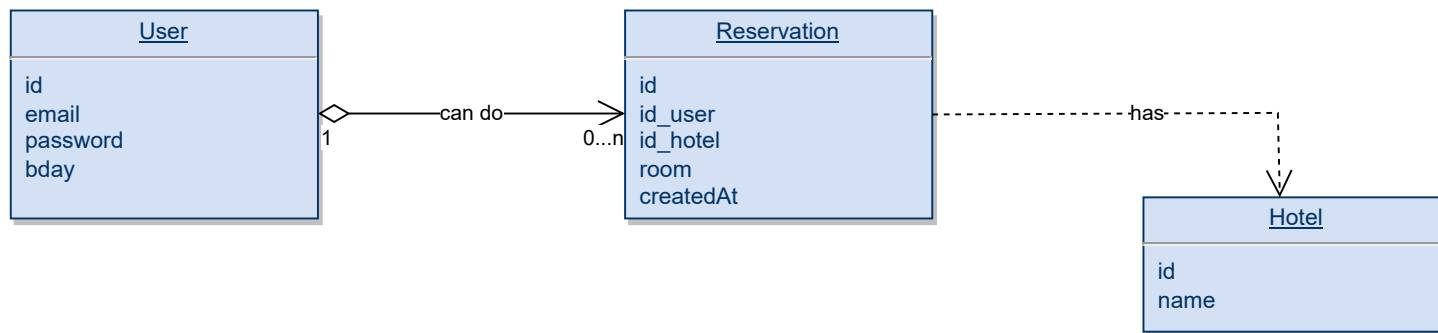 User
id
email
password
bday
can do
1
0...n
Reservation
id
id_user
id_hotel
room
createdAt
has
Hotel
id
name